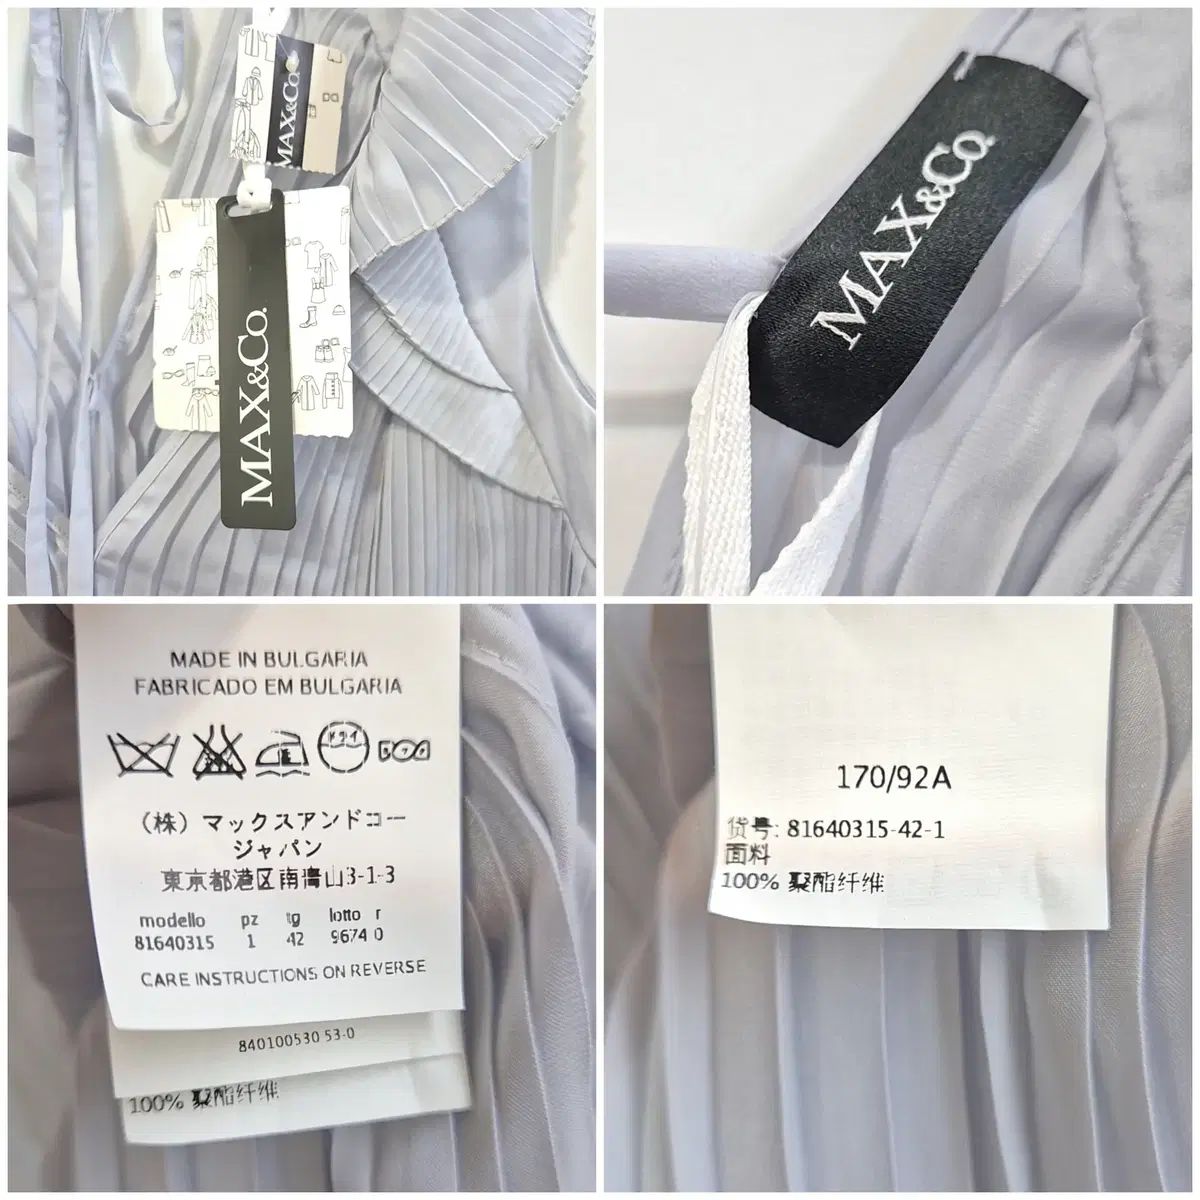 MAX&Co.
MAX&Co.
MAX&Co.
MADE IN BULGARIA
FABRICADO EM BULGARIA
ドライ
(株) マックスアンドコー
ジャパン
東京都港区南青山3-1-3
modello pz tg lotto r
81640315 1 42 9674 0
CARE INSTRUCTIONS ON REVERSE
840100530 53-0
100% 聚酯纤维
170/92A
货号: 81640315-42-1
面料
100% 聚酯纤维